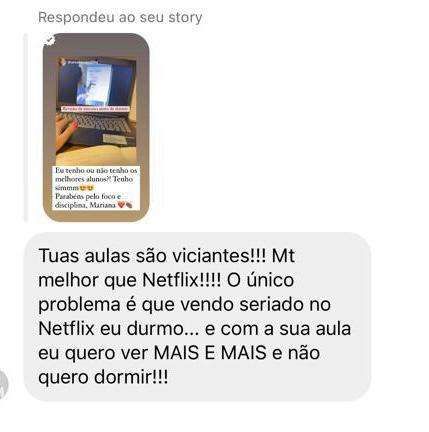 Respondeu ao seu story
Eu tenho ou não tenho os
melhores alunos?! Tenho
simmm😍😍
Parabéns pelo foco e
disciplina, Mariana
Tuas aulas são viciantes!!! Mt
melhor que Netflix!!!! O único
problema é que vendo seriado no
Netflix eu durmo... e com a sua aula
eu quero ver MAIS E MAIS e não
quero dormir!!!